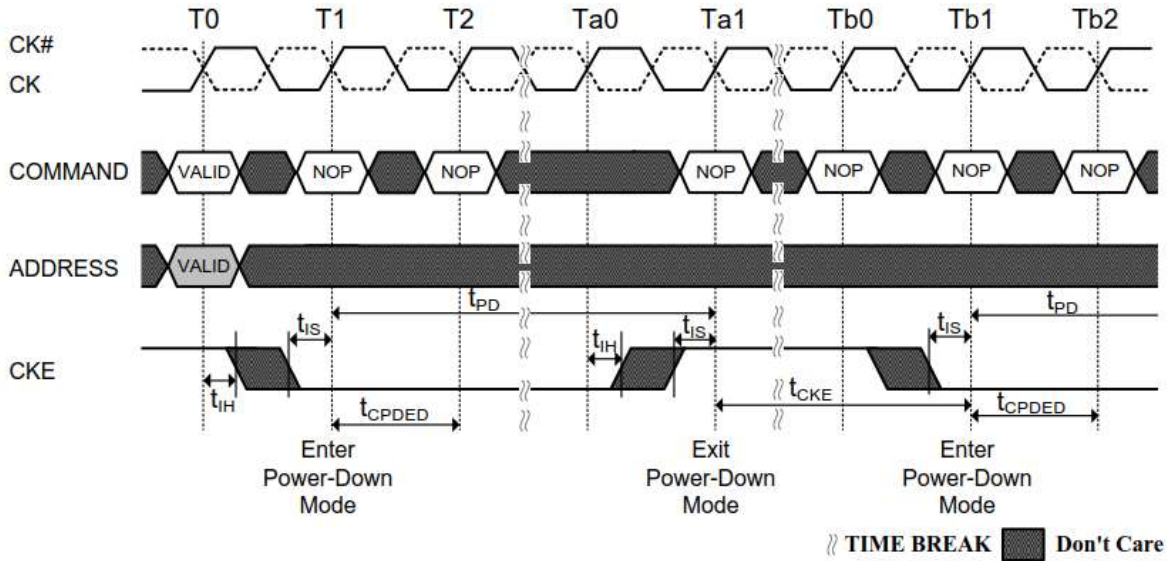 T0 T1 T2 Ta0 Ta1 Tb0 Tb1 Tb2
CK#
CK
COMMAND VALID NOP NOP NOP NOP NOP NOP
ADDRESS VALID
tPD tPD
tIS tIH tIS tIS
CKE
tIH tCPDED tCKE tCPDED
Enter Exit Enter
Power-Down Power-Down Power-Down
Mode Mode Mode
TIME BREAK Don't Care